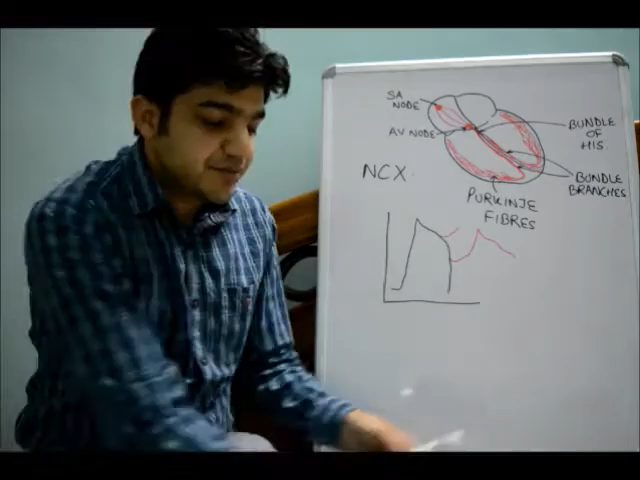 SA
NODE
AV NODE
BUNDLE
OF
HIS.
BUNDLE
BRANCHES
PURKINJE
FIBRES
NCX